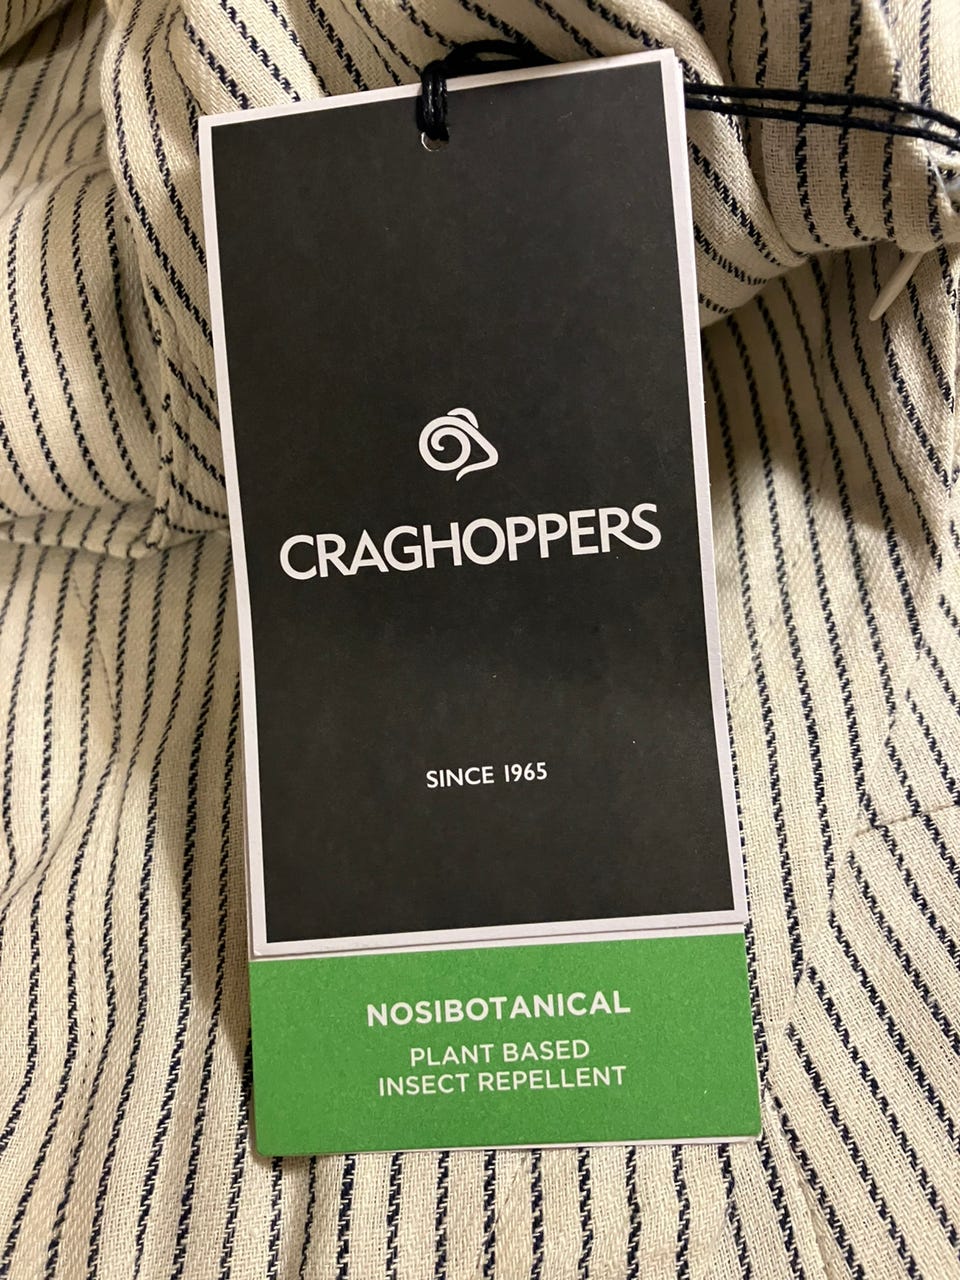 CRAGHOPPERS
SINCE 1965
NOSIBOTANICAL
PLANT BASED
INSECT REPELLENT